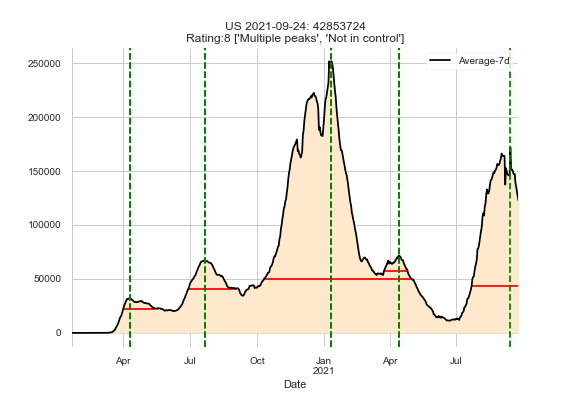 US 2021-09-24: 42853724
Rating:8 ['Multiple peaks', 'Not in control']
Average-7d
250000
200000
150000
100000
50000
0
Apr
Jul
Oct
Jan
2021
Apr
Jul
Date